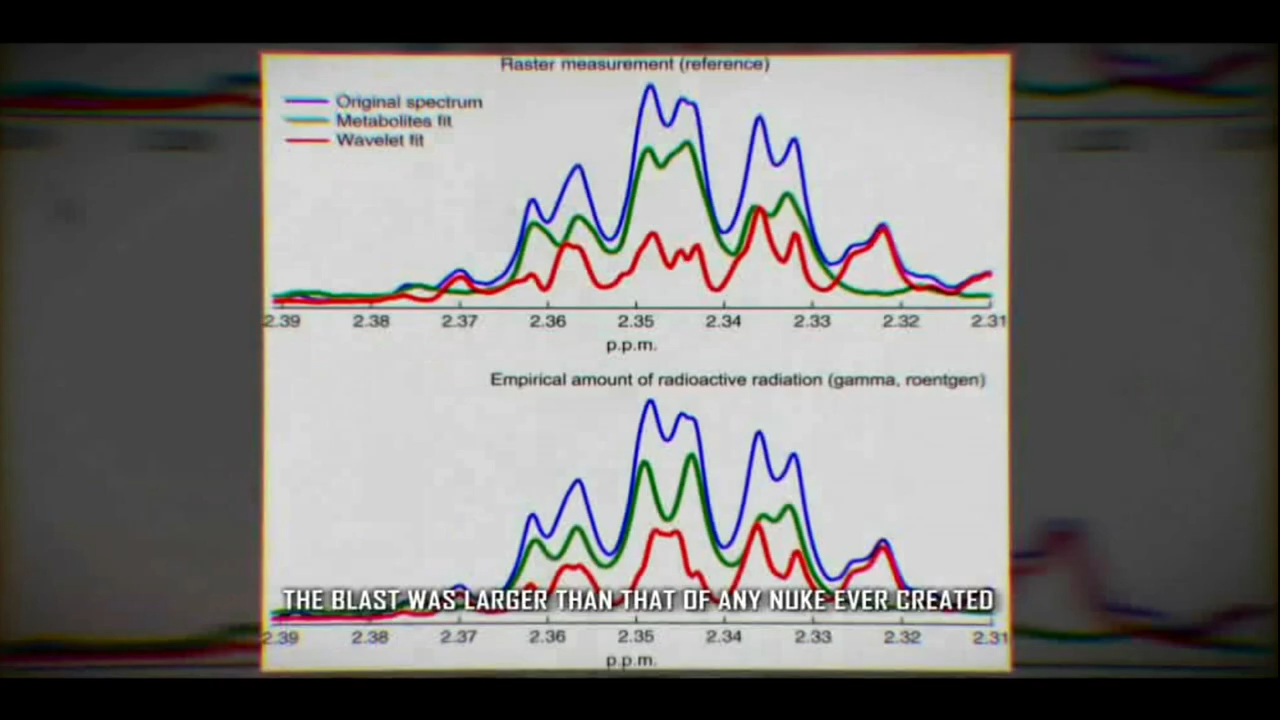 Raster measurement (reference)
Original spectrum
Metabolites fit
Wavelet fit
2.39 2.38 2.37 2.36 2.35 2.34 2.33 2.32 2.31
p.p.m.
Empirical amount of radioactive radiation (gamma, roentgen)
THE BLAST WAS LARGER THAN THAT OF ANY NUKE EVER CREATED
2.39 2.38 2.37 2.36 2.35 2.34 2.33 2.32 2.31
p.p.m.